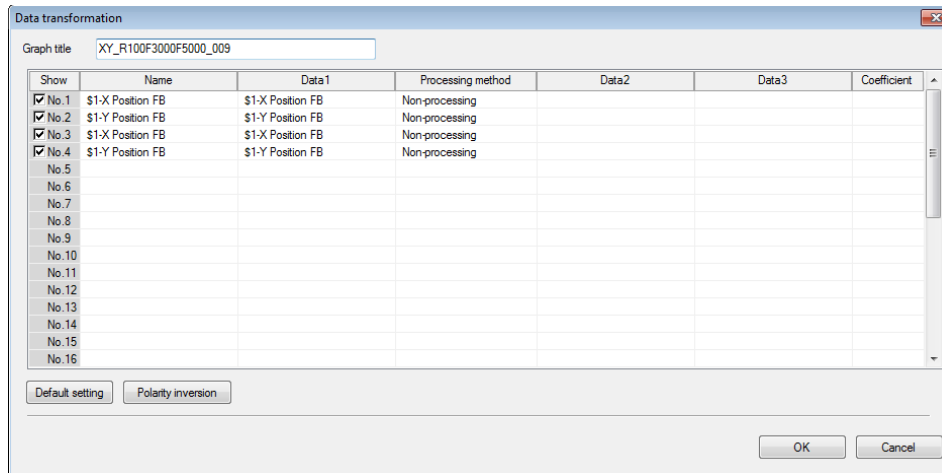 Data transformation
Graph title XY_R100F3000F5000_009
Show Name Data1 Processing method Data2 Data3 Coefficient
No.1 $1-X Position FB $1-X Position FB Non-processing
No.2 $1-Y Position FB $1-Y Position FB Non-processing
No.3 $1-X Position FB $1-X Position FB Non-processing
No.4 $1-Y Position FB $1-Y Position FB Non-processing
No.5
No.6
No.7
No.8
No.9
No.10
No.11
No.12
No.13
No.14
No.15
No.16
Default setting Polarity inversion
OK Cancel